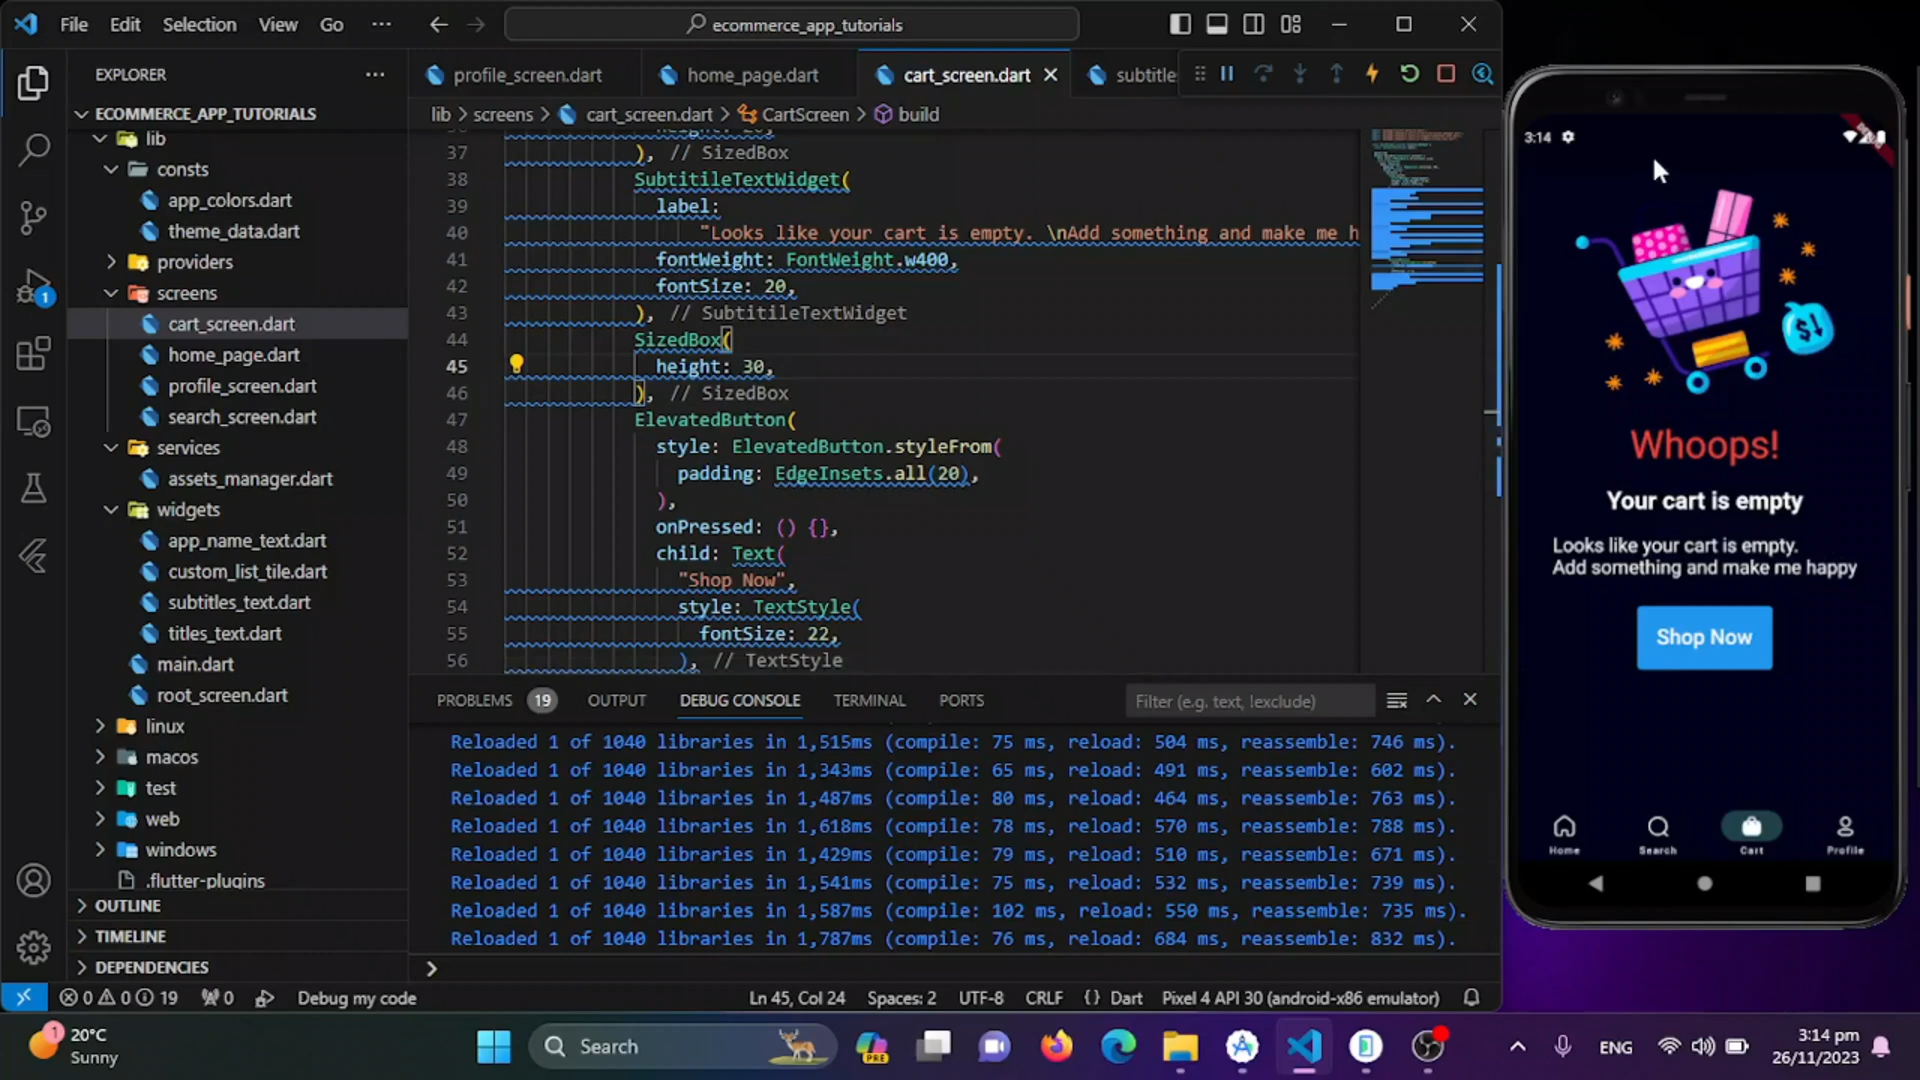 File Edit Selection View Go ···
ecommerce_app_tutorials
EXPLORER
ECOMMERCE_APP_TUTORIALS
lib
consts
app_colors.dart
theme_data.dart
providers
screens
cart_screen.dart
home_page.dart
profile_screen.dart
search_screen.dart
services
assets_manager.dart
widgets
app_name_text.dart
custom_list_tile.dart
subtitles_text.dart
titles_text.dart
main.dart
root_screen.dart
linux
macos
test
web
windows
.flutter-plugins
OUTLINE
TIMELINE
DEPENDENCIES
1
profile_screen.dart home_page.dart cart_screen.dart subtitle
lib > screens > cart_screen.dart > CartScreen > build
37 ), // SizedBox
38 SubtitileTextWidget(
39 label:
40 "Looks like your cart is empty. \nAdd something and make me h
41 fontWeight: FontWeight.w400,
42 fontSize: 20,
43 ), // SubtitileTextWidget
44 SizedBox(
45 height: 30,
46 ), // SizedBox
47 ElevatedButton(
48 style: ElevatedButton.styleFrom(
49 padding: EdgeInsets.all(20),
50 ),
51 onPressed: () {},
52 child: Text(
53 "Shop Now",
54 style: TextStyle(
55 fontSize: 22,
56 ), // TextStyle
PROBLEMS 19 OUTPUT DEBUG CONSOLE TERMINAL PORTS Filter (e.g. text, !exclude)
Reloaded 1 of 1040 libraries in 1,515ms (compile: 75 ms, reload: 504 ms, reassemble: 746 ms).
Reloaded 1 of 1040 libraries in 1,343ms (compile: 65 ms, reload: 491 ms, reassemble: 602 ms).
Reloaded 1 of 1040 libraries in 1,487ms (compile: 80 ms, reload: 464 ms, reassemble: 763 ms).
Reloaded 1 of 1040 libraries in 1,618ms (compile: 78 ms, reload: 570 ms, reassemble: 788 ms).
Reloaded 1 of 1040 libraries in 1,429ms (compile: 79 ms, reload: 510 ms, reassemble: 671 ms).
Reloaded 1 of 1040 libraries in 1,541ms (compile: 75 ms, reload: 532 ms, reassemble: 739 ms).
Reloaded 1 of 1040 libraries in 1,587ms (compile: 102 ms, reload: 550 ms, reassemble: 735 ms).
Reloaded 1 of 1040 libraries in 1,787ms (compile: 76 ms, reload: 684 ms, reassemble: 832 ms).
>
0 0 19 0 Debug my code Ln 45, Col 24 Spaces: 2 UTF-8 CRLF {} Dart Pixel 4 API 30 (android-x86 emulator)
3:14
$
Whoops!
Your cart is empty
Looks like your cart is empty.
Add something and make me happy
Shop Now
Home Search Cart Profile
1
20°C
Sunny
Search
PRE
ENG
3:14 pm
26/11/2023